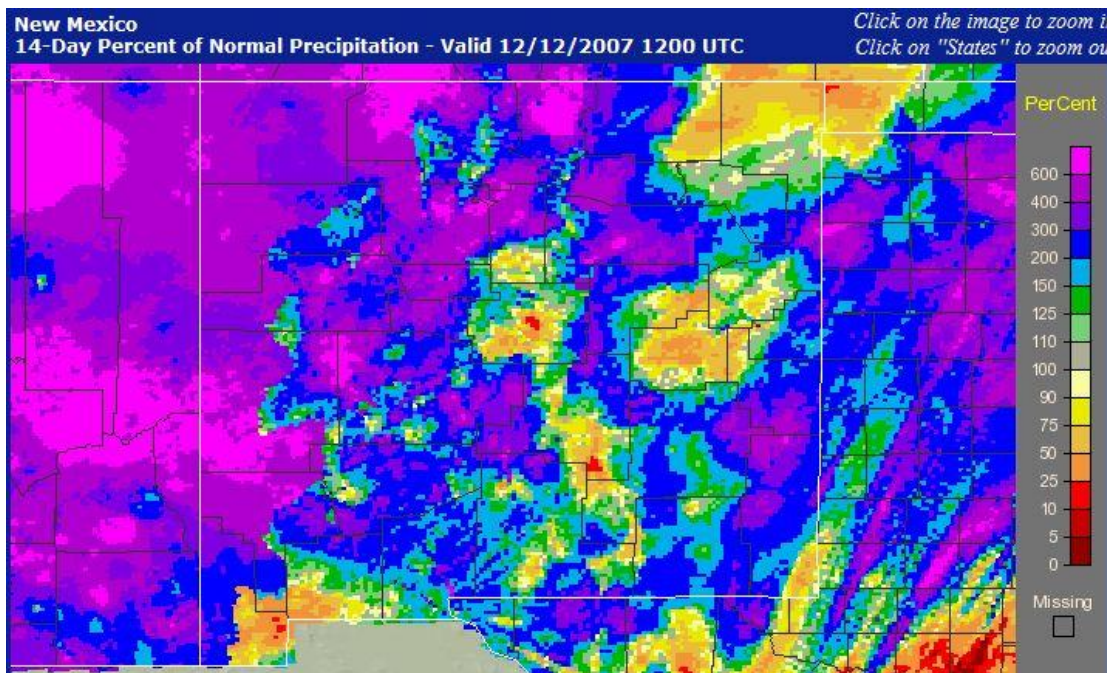 New Mexico
14-Day Percent of Normal Precipitation - Valid 12/12/2007 1200 UTC
Click on the image to zoom
Click on "States" to zoom
PerCent
600
400
300
200
150
125
110
100
90
75
50
25
10
5
0
Missing